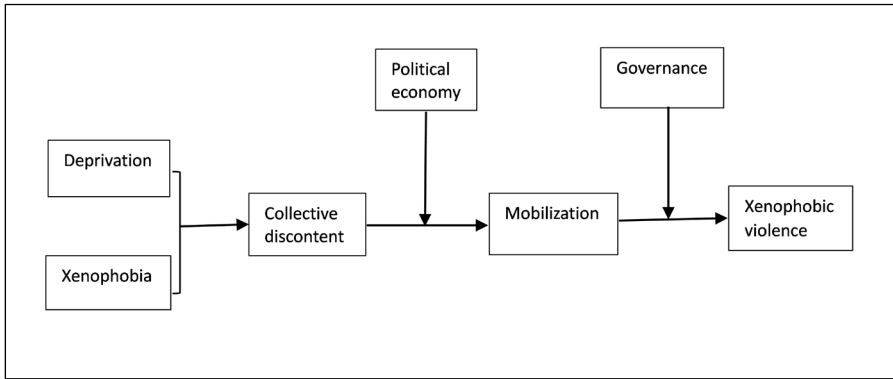 Political
economy
Governance
Deprivation
Collective
discontent
Mobilization
Xenophobic
violence
Xenophobia